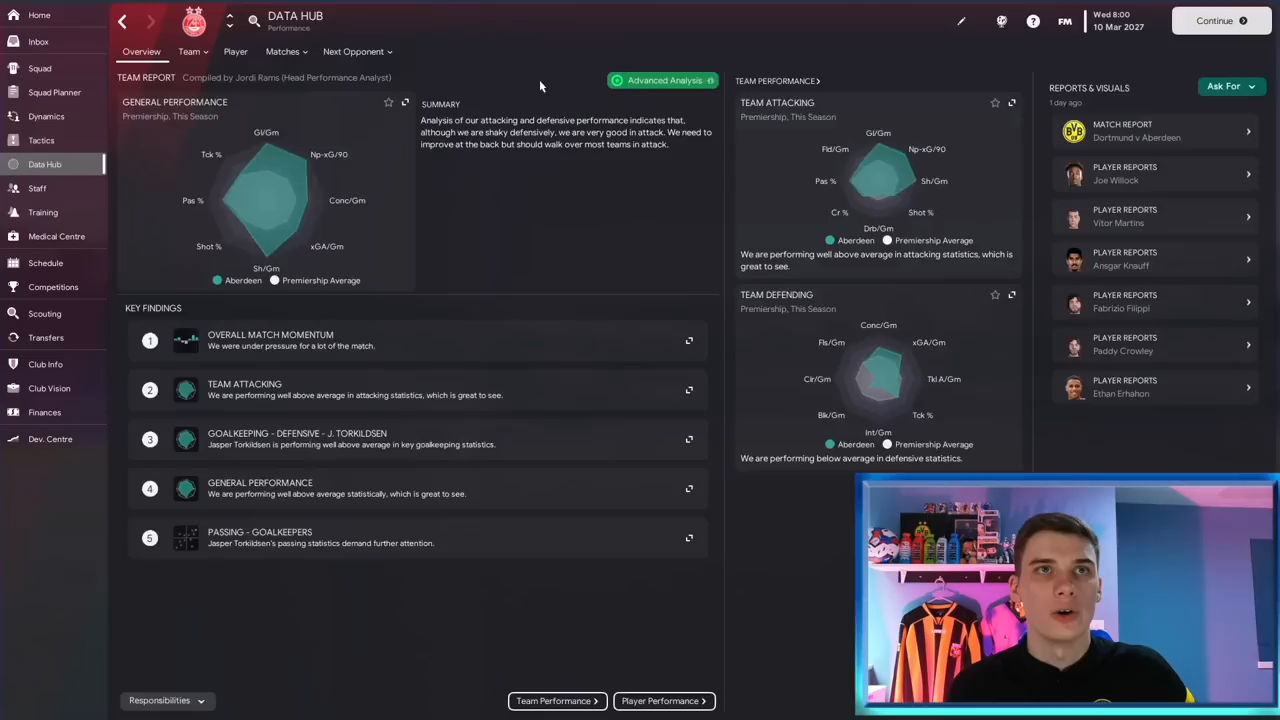 Home
Inbox
Squad
Squad Planner
Dynamics
Tactics
Data Hub
Staff
Training
Medical Centre
Schedule
Competitions
Scouting
Transfers
Club Info
Club Vision
Finances
Dev. Centre
DATA HUB
Performance
?
FM
Wed 8:00
10 Mar 2027
Continue
Overview
Team
Player
Matches
Next Opponent
TEAM REPORT Compiled by Jordi Rams (Head Performance Analyst)
Advanced Analysis
GENERAL PERFORMANCE
Premiership, This Season
Gl/Gm
Np-xG/90
Conc/Gm
xGA/Gm
Sh/Gm
Shot %
Pas %
Tck %
Aberdeen
Premiership Average
SUMMARY
Analysis of our attacking and defensive performance indicates that,
although we are shaky defensively, we are very good in attack. We need to
improve at the back but should walk over most teams in attack.
KEY FINDINGS
1
OVERALL MATCH MOMENTUM
We were under pressure for a lot of the match.
2
TEAM ATTACKING
We are performing well above average in attacking statistics, which is great to see.
3
GOALKEEPING - DEFENSIVE - J. TORKILDSEN
Jasper Torkildsen is performing well above average in key goalkeeping statistics.
4
GENERAL PERFORMANCE
We are performing well above average statistically, which is great to see.
5
PASSING - GOALKEEPERS
Jasper Torkildsen's passing statistics demand further attention.
Responsibilities
Team Performance
Player Performance
TEAM PERFORMANCE
TEAM ATTACKING
Premiership, This Season
Gl/Gm
Np-xG/90
Sh/Gm
Shot %
Drb/Gm
Cr %
Pas %
Fld/Gm
Aberdeen
Premiership Average
We are performing well above average in attacking statistics, which is
great to see.
TEAM DEFENDING
Premiership, This Season
Conc/Gm
xGA/Gm
Tkl A/Gm
Tck %
Int/Gm
Blk/Gm
Clr/Gm
Fls/Gm
Aberdeen
Premiership Average
We are performing below average in defensive statistics.
REPORTS & VISUALS
Ask For
1 day ago
BVB
09
MATCH REPORT
Dortmund v Aberdeen
PLAYER REPORTS
Joe Willock
PLAYER REPORTS
Vítor Martins
PLAYER REPORTS
Ansgar Knauff
PLAYER REPORTS
Fabrizio Filippi
PLAYER REPORTS
Paddy Crowley
PLAYER REPORTS
Ethan Erhahon